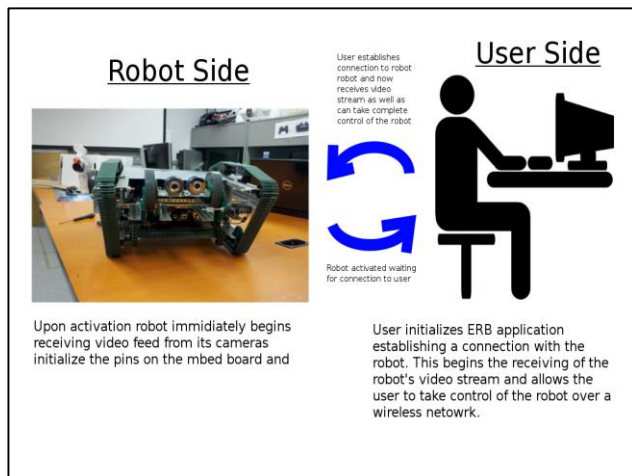 Robot Side
User establishes
connection to robot
robot and now
receives video
stream as well as
can take complete
control of the robot
User Side
Robot activated waiting
for connection to user
Upon activation robot immidiately begins
receiving video feed from its cameras
initialize the pins on the mbed board and
User initializes ERB application
establishing a connection with the
robot. This begins the receiving of the
robot's video stream and allows the
user to take control of the robot over a
wireless netowrk.